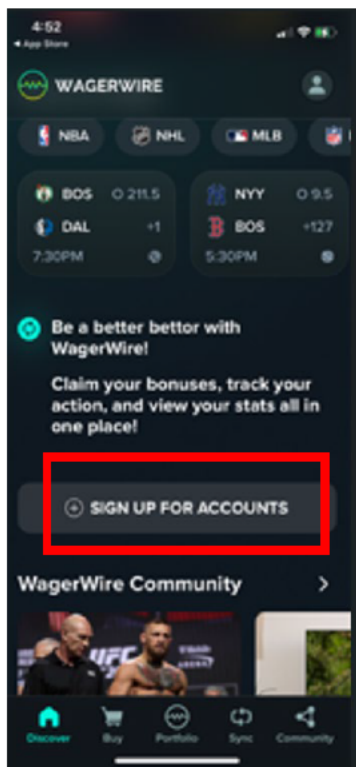 4:52
App Store
WAGERWIRE
NBA NHL MLB
BOS O 211.5 NYY O 9.5
DAL +1 BOS +127
7:30PM 5:30PM
Be a better bettor with
WagerWire!
Claim your bonuses, track your
action, and view your stats all in
one place!
SIGN UP FOR ACCOUNTS
WagerWire Community
UFC
Discover Buy Portfolio Sync Community